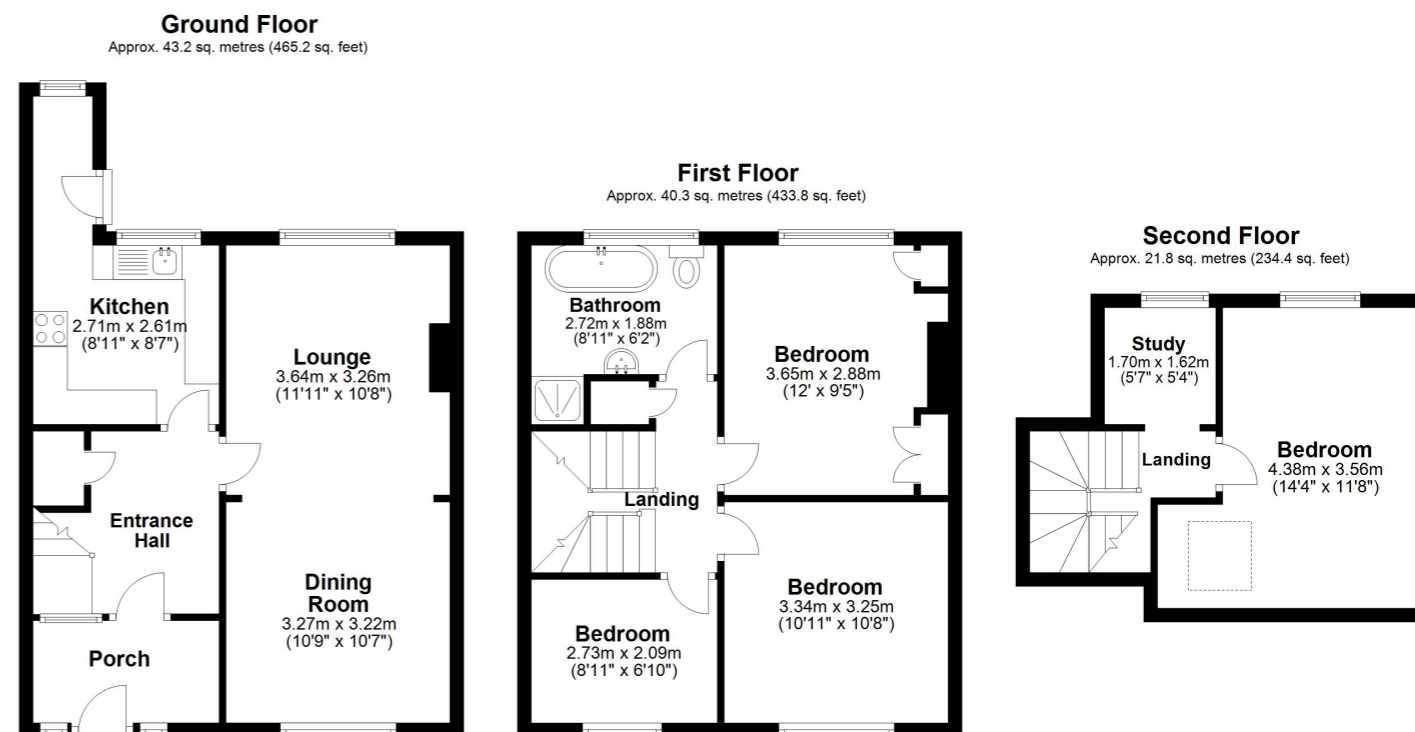 Ground Floor
Approx. 43.2 sq. metres (465.2 sq. feet)
Kitchen
2.71m x 2.61m
(8'11" x 8'7")
Lounge
3.64m x 3.26m
(11'11" x 10'8")
Entrance
Hall
Dining
Room
3.27m x 3.22m
(10'9" x 10'7")
Porch
First Floor
Approx. 40.3 sq. metres (433.8 sq. feet)
Bathroom
2.72m x 1.88m
(8'11" x 6'2")
Bedroom
3.65m x 2.88m
(12' x 9'5")
Landing
Bedroom
3.34m x 3.25m
(10'11" x 10'8")
Bedroom
2.73m x 2.09m
(8'11" x 6'10")
Second Floor
Approx. 21.8 sq. metres (234.4 sq. feet)
Study
1.70m x 1.62m
(5'7" x 5'4")
Landing
Bedroom
4.38m x 3.56m
(14'4" x 11'8")